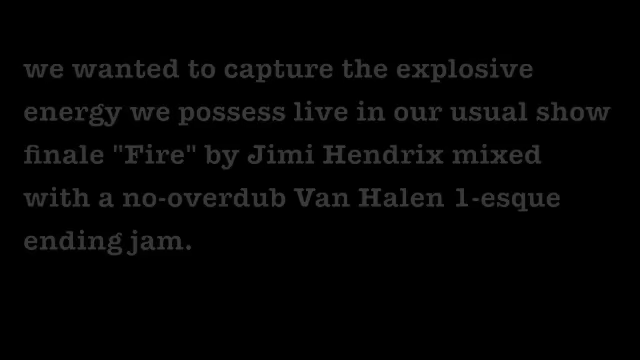 we wanted to capture the explosive
energy we possess live in our usual show
finale "Fire" by Jimi Hendrix mixed
with a no-overdub Van Halen 1-esque
ending jam.